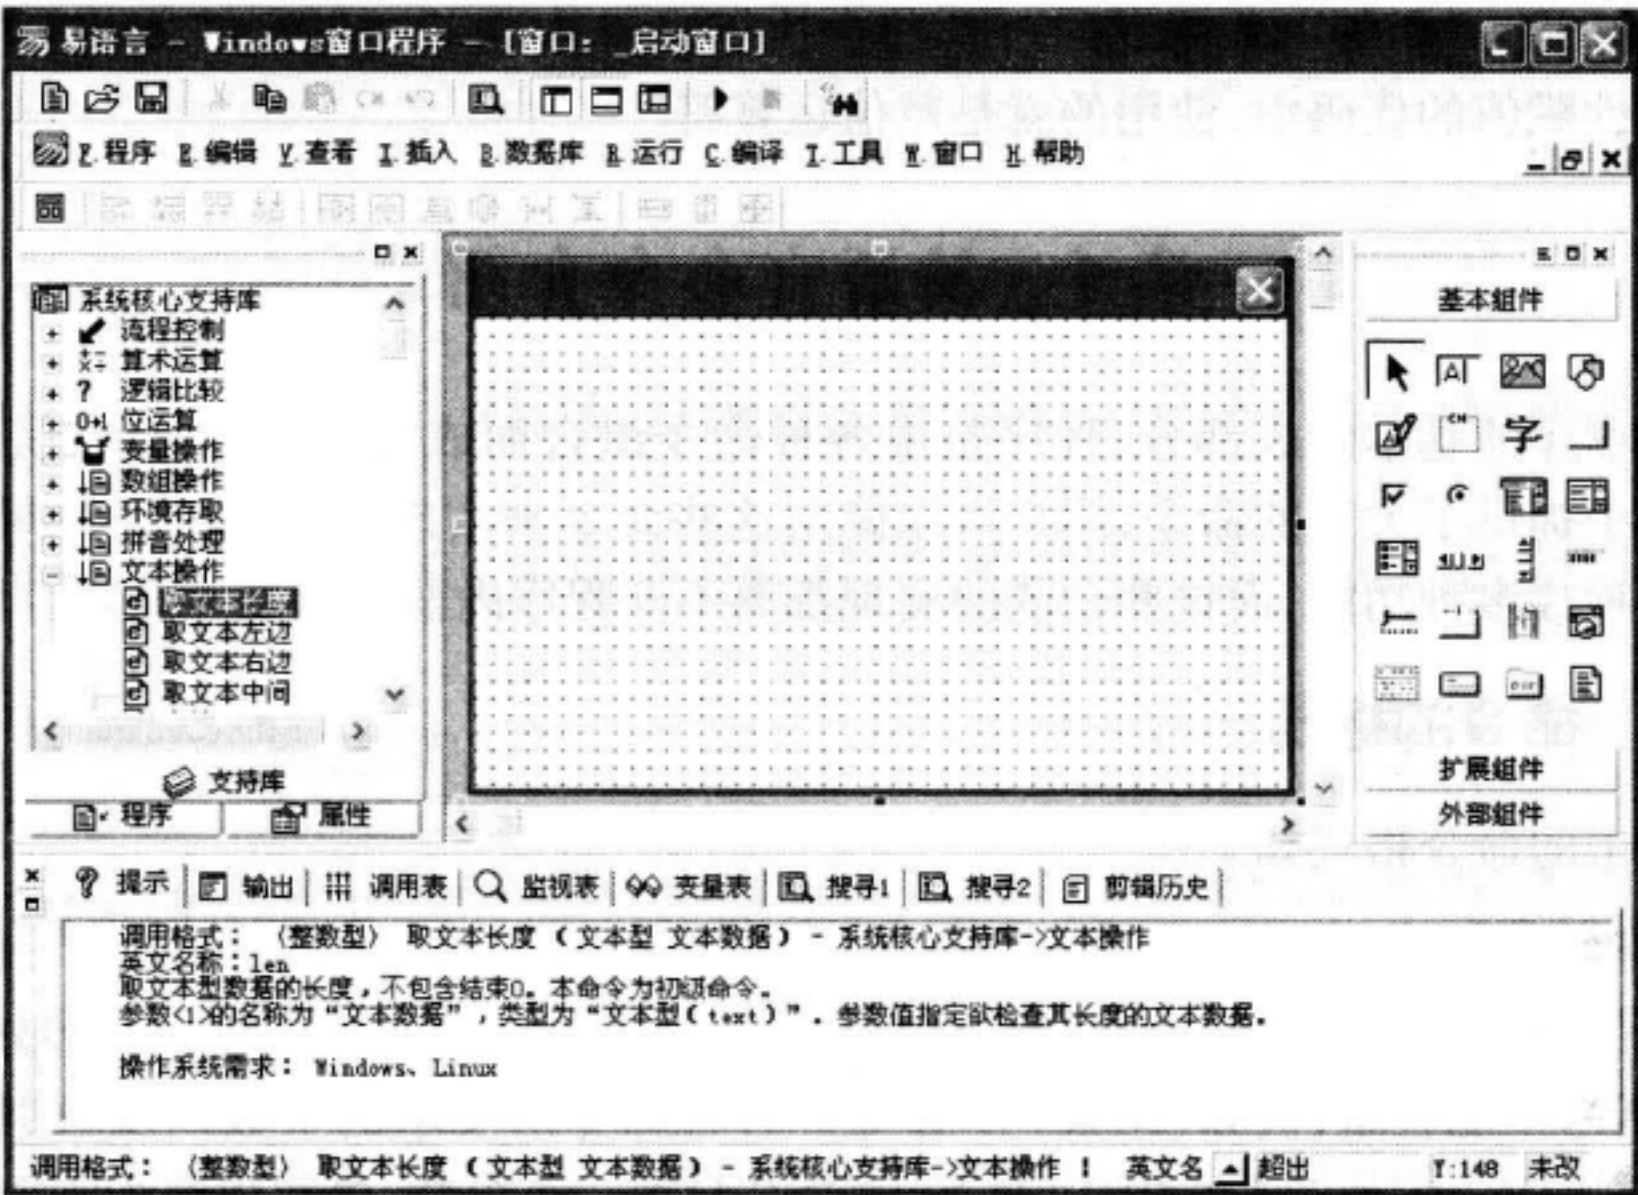 易语言 - Windows窗口程序 - [窗口: _启动窗口]
F.程序 E.编辑 V.查看 I.插入 B.数据库 R.运行 C.编译 T.工具 W.窗口 H.帮助
系统核心支持库
流程控制
算术运算
逻辑比较
位运算
变量操作
数组操作
环境存取
拼音处理
文本操作
取文本长度
取文本左边
取文本右边
取文本中间
支持库
程序 属性
基本组件
扩展组件
外部组件
提示 输出 调用表 监视表 变量表 搜寻1 搜寻2 剪辑历史
调用格式: 〈整数型〉 取文本长度 (文本型 文本数据) - 系统核心支持库->文本操作
英文名称:len
取文本型数据的长度,不包含结束0。本命令为初级命令。
参数<1>的名称为“文本数据”,类型为“文本型(text)”。参数值指定欲检查其长度的文本数据。
操作系统需求: Windows、Linux
调用格式: 〈整数型〉 取文本长度 (文本型 文本数据) - 系统核心支持库->文本操作 ! 英文名 超出 Y:148 未改